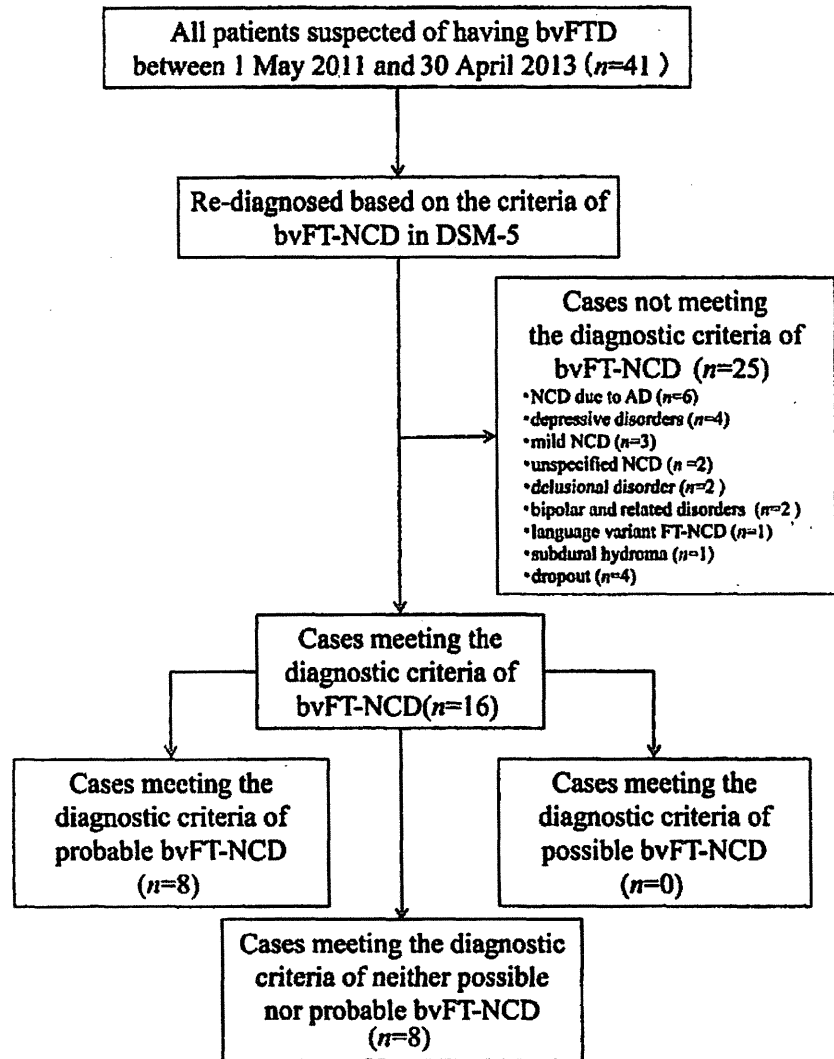 All patients suspected of having bvFTD
between 1 May 2011 and 30 April 2013 (n=41 )
Re-diagnosed based on the criteria of
bvFT-NCD in DSM-5
Cases not meeting
the diagnostic criteria of
bvFT-NCD (n=25)
•NCD due to AD (n=6)
•depressive disorders (n=4)
•mild NCD (n=3)
•unspecified NCD (n =2)
•delusional disorder (n=2 )
•bipolar and related disorders (n=2 )
•language variant FT-NCD (n=1)
•subdural hydroma (n=1)
•dropout (n=4)
Cases meeting the
diagnostic criteria of
bvFT-NCD(n=16)
Cases meeting the
diagnostic criteria of
probable bvFT-NCD
(n=8)
Cases meeting the
diagnostic criteria of
possible bvFT-NCD
(n=0)
Cases meeting the diagnostic
criteria of neither possible
nor probable bvFT-NCD
(n=8)